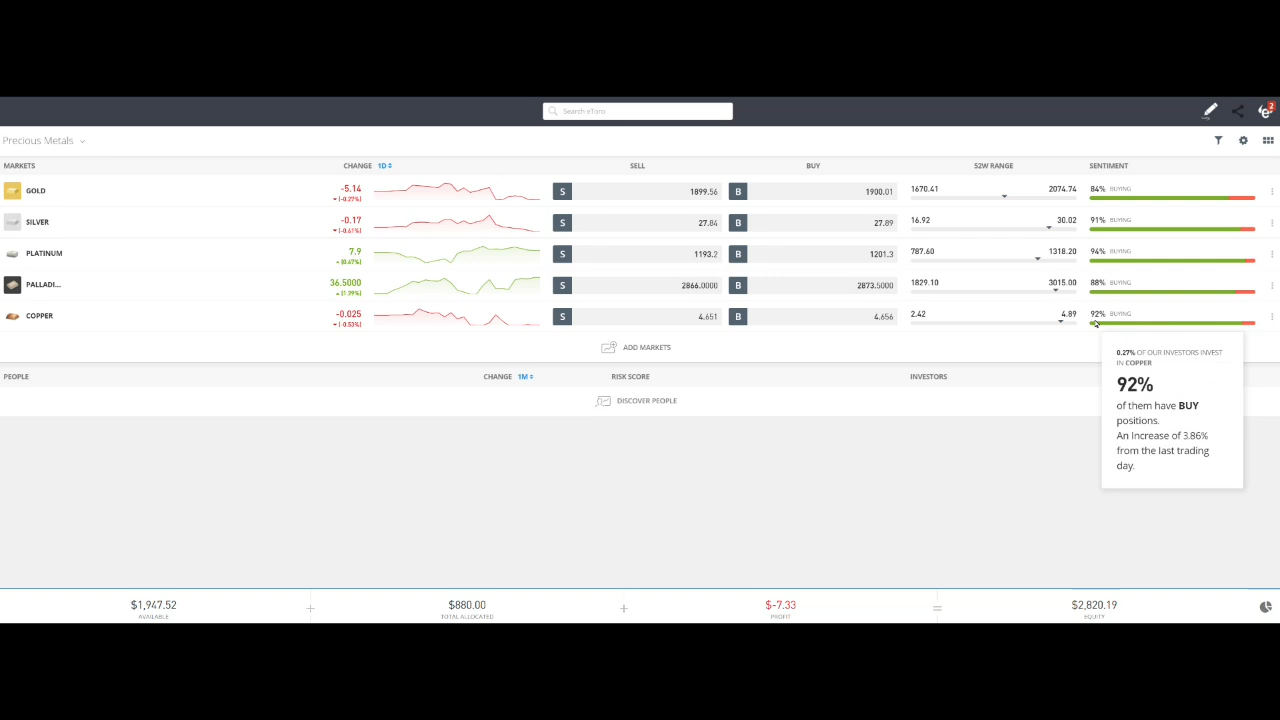 Search eToro
2
Precious Metals
MARKETS CHANGE 1D SELL BUY 52W RANGE SENTIMENT
GOLD -5.14 (-0.27%) S 1899.56 B 1900.01 1670.41 2074.74 84% BUYING
SILVER -0.17 (-0.61%) S 27.84 B 27.89 16.92 30.02 91% BUYING
PLATINUM 7.9 (0.67%) S 1193.2 B 1201.3 787.60 1318.20 94% BUYING
PALLADI... 36.5000 (1.29%) S 2866.0000 B 2873.5000 1829.10 3015.00 88% BUYING
COPPER -0.025 (-0.53%) S 4.651 B 4.656 2.42 4.89 92% BUYING
ADD MARKETS
0.27% OF OUR INVESTORS INVEST
IN COPPER
92%
of them have BUY
positions.
An Increase of 3.86%
from the last trading
day.
PEOPLE CHANGE 1M RISK SCORE INVESTORS
DISCOVER PEOPLE
$1,947.52 + $880.00 + $-7.33 = $2,820.19
AVAILABLE TOTAL ALLOCATED PROFIT EQUITY